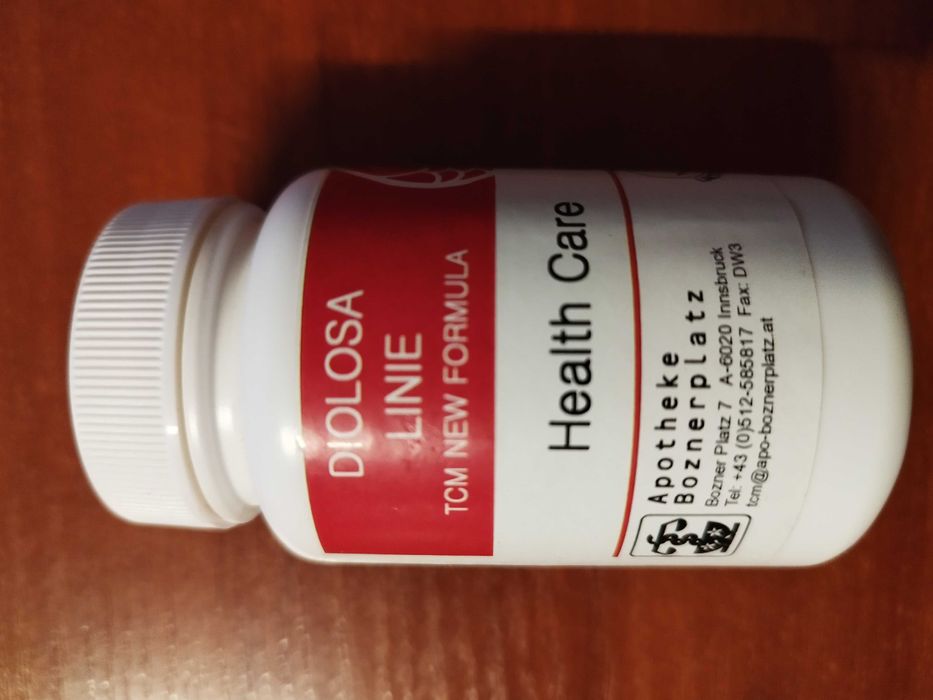 DIOLOSA
LINIE
TCM NEW FORMULA
Health Care
Apotheke
Boznerplatz
Bozner Platz 7 A-6020 Innsbruck
Tel: +43 (0)512-585817 Fax: DW3
tcm@apo-boznerplatz.at